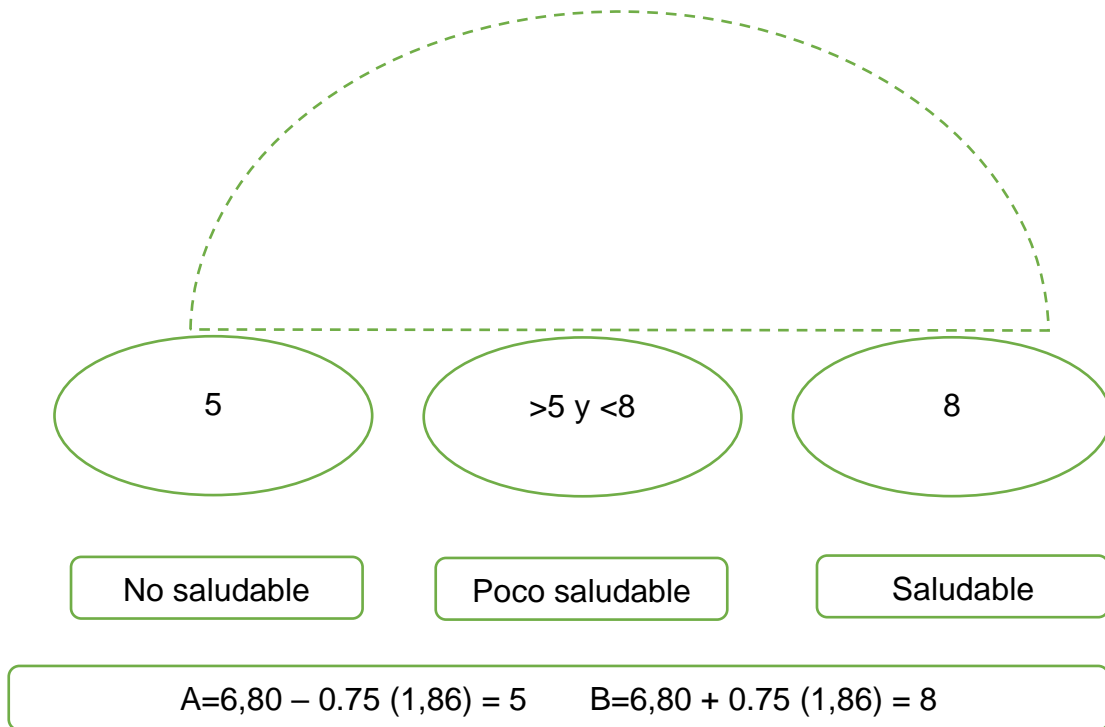 5 >5 y <8 8
No saludable Poco saludable Saludable
A=6,80 – 0.75 (1,86) = 5 B=6,80 + 0.75 (1,86) = 8